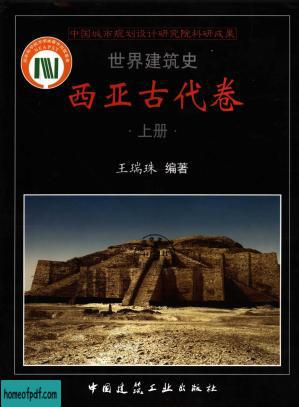 中国城市规划设计研究院科研成果
世界建筑史
西亚古代卷
·上册·
王瑞珠 编著
中国建筑工业出版社
homeofpdf.com